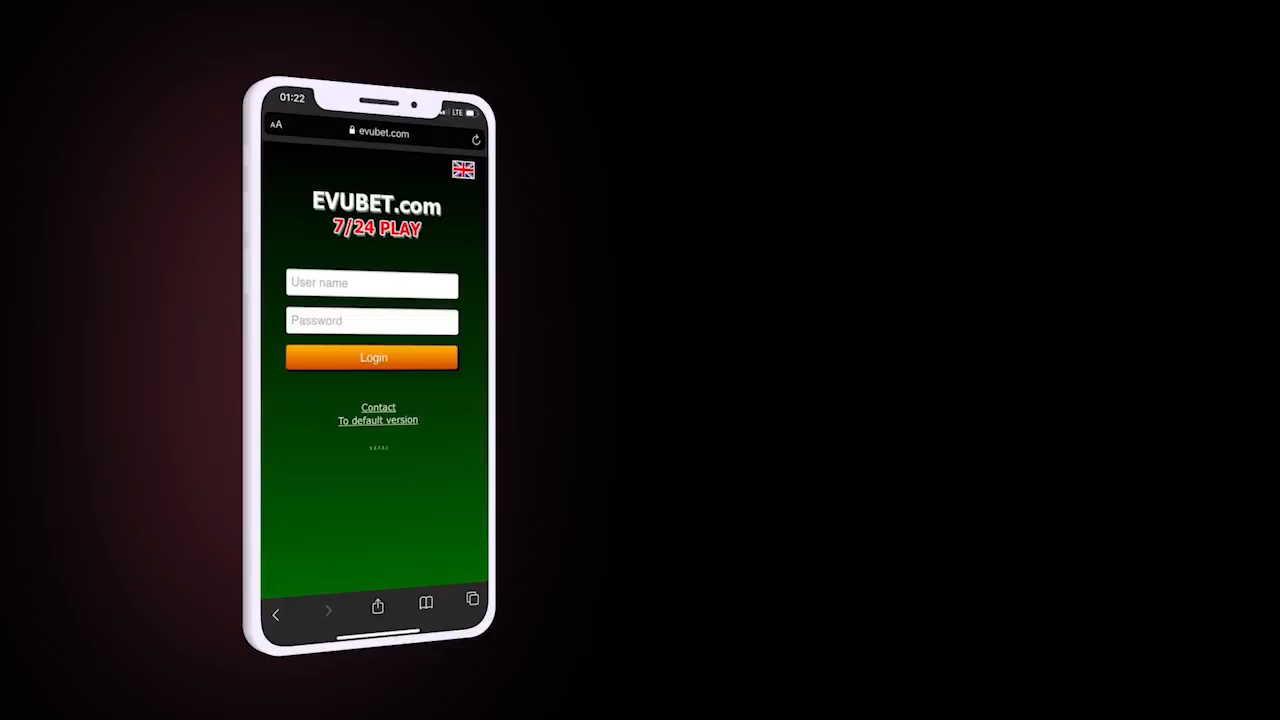 01:22
LTE
AA
evubet.com
EVUBET.com
7/24 PLAY
User name
Password
Login
Contact
To default version